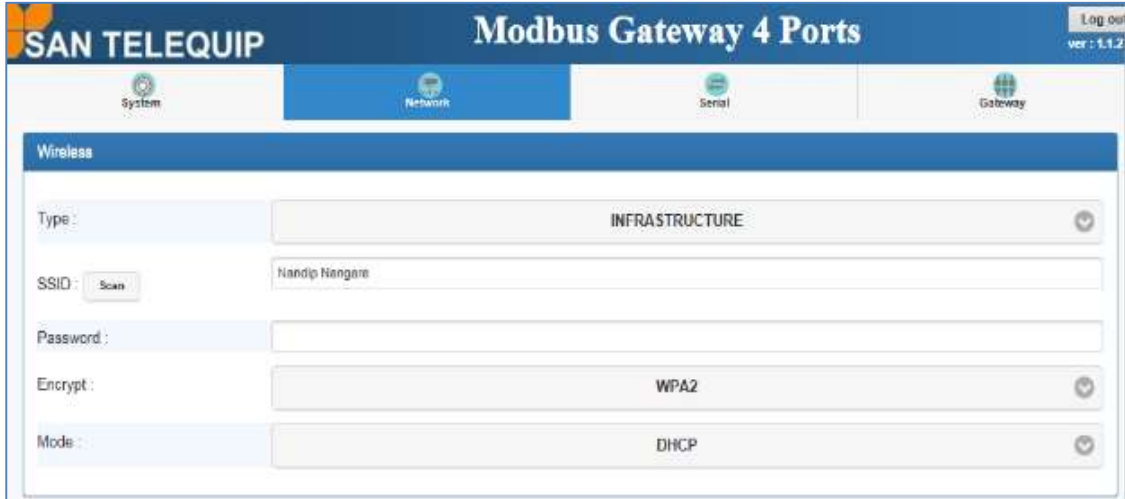 SAN TELEQUIP
Modbus Gateway 4 Ports
Log out
ver : 1.1.2
System
Network
Serial
Gateway
Wireless
Type :
INFRASTRUCTURE
SSID :
Scan
Nandip Nangare
Password :
Encrypt :
WPA2
Mode :
DHCP